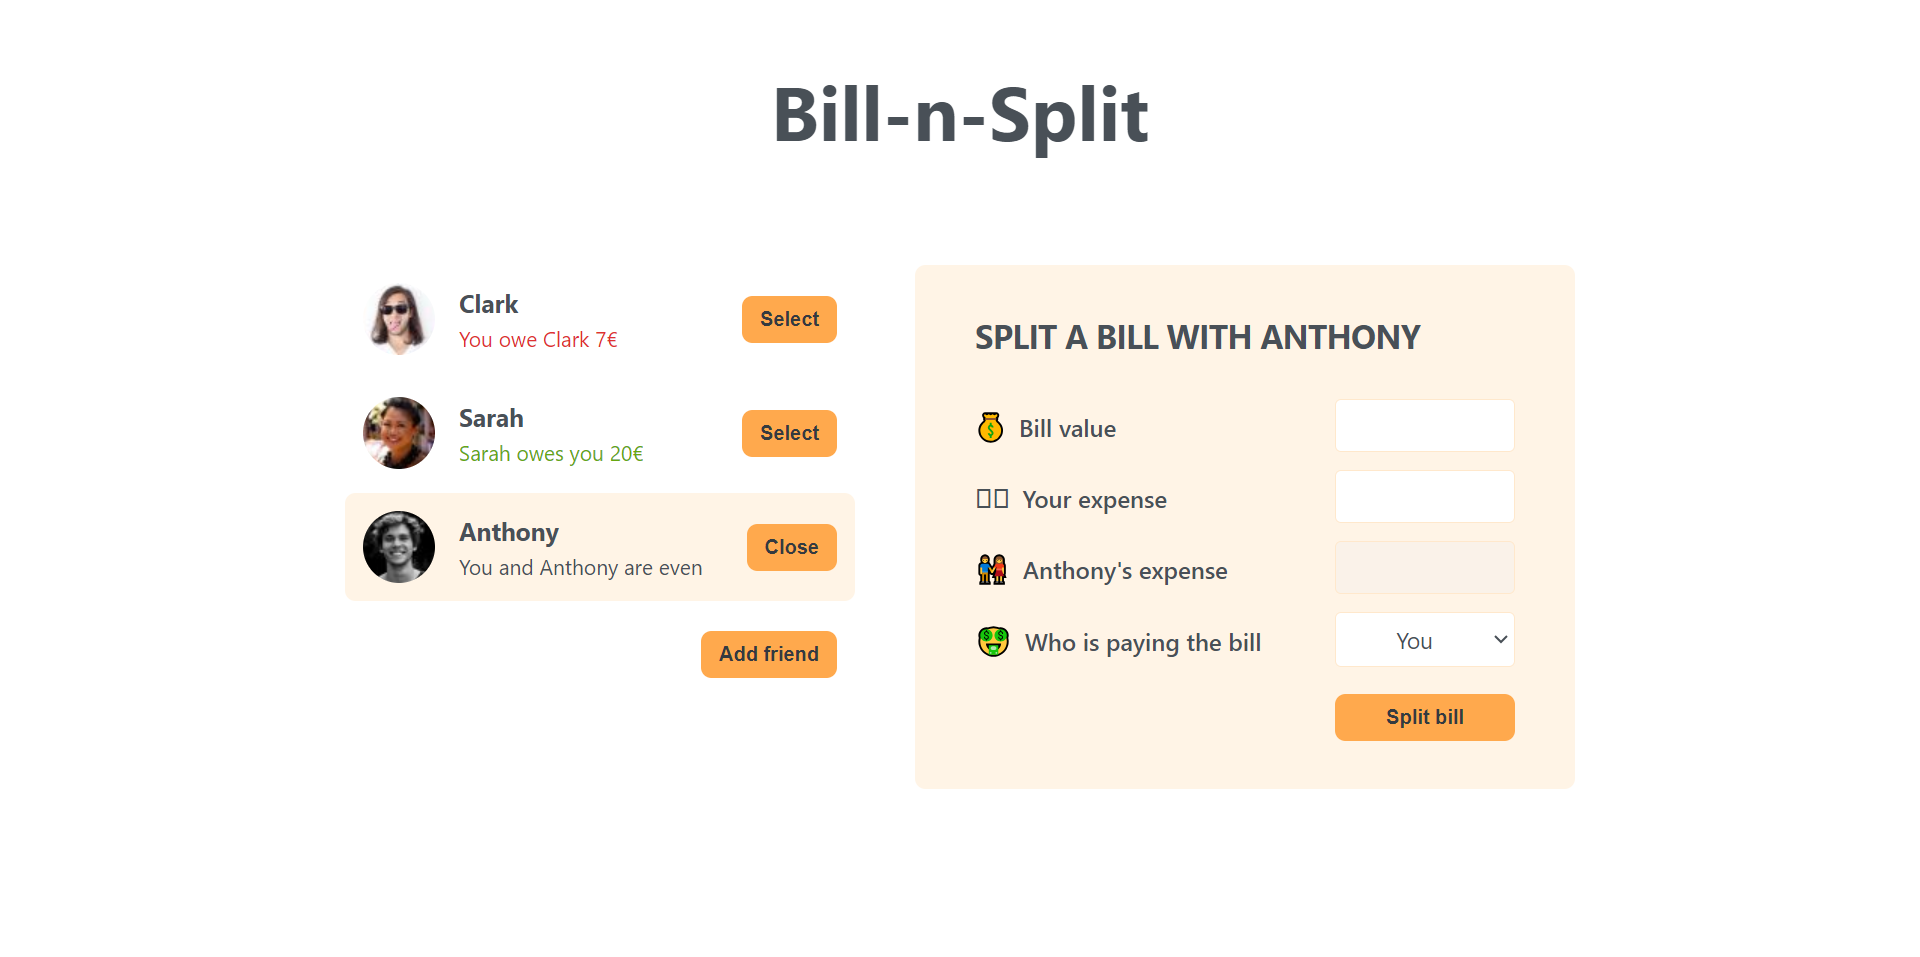 Bill-n-Split
Clark
You owe Clark 7€
Select
Sarah
Sarah owes you 20€
Select
Anthony
You and Anthony are even
Close
Add friend
SPLIT A BILL WITH ANTHONY
💰 Bill value
Your expense
👫 Anthony's expense
🤑 Who is paying the bill
You
Split bill